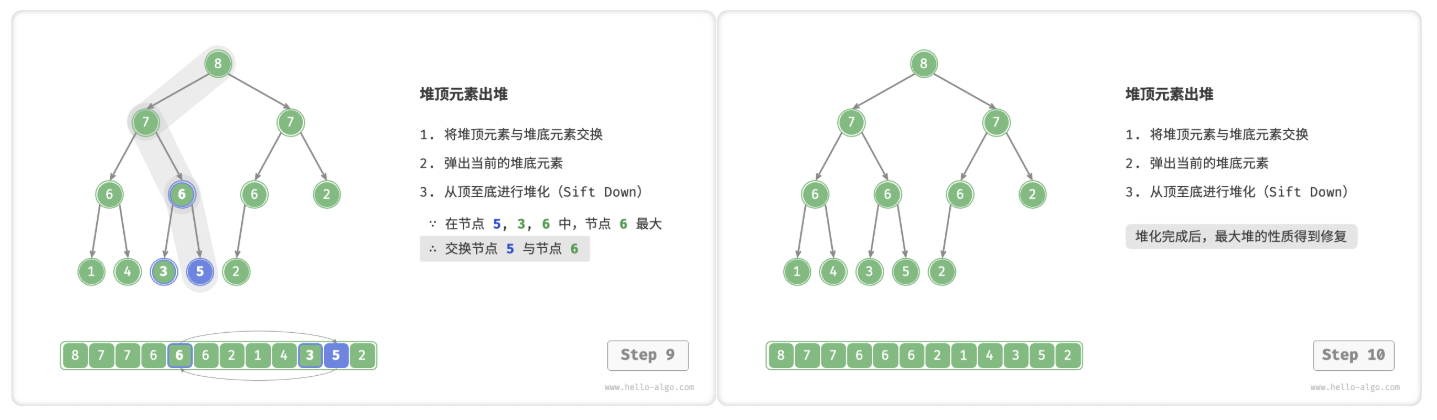 8
堆顶元素出堆
7 7
1. 将堆顶元素与堆底元素交换
2. 弹出当前的堆底元素
6 6 6 2
3. 从顶至底进行堆化（Sift Down）
∵ 在节点 5, 3, 6 中，节点 6 最大
∴ 交换节点 5 与节点 6
1 4 3 5 2
8 7 7 6 6 6 2 1 4 3 5 2
Step 9
www.hello-algo.com
8
堆顶元素出堆
7 7
1. 将堆顶元素与堆底元素交换
2. 弹出当前的堆底元素
6 6 6 2
3. 从顶至底进行堆化（Sift Down）
堆化完成后，最大堆的性质得到修复
1 4 3 5 2
8 7 7 6 6 6 2 1 4 3 5 2
Step 10
www.hello-algo.com